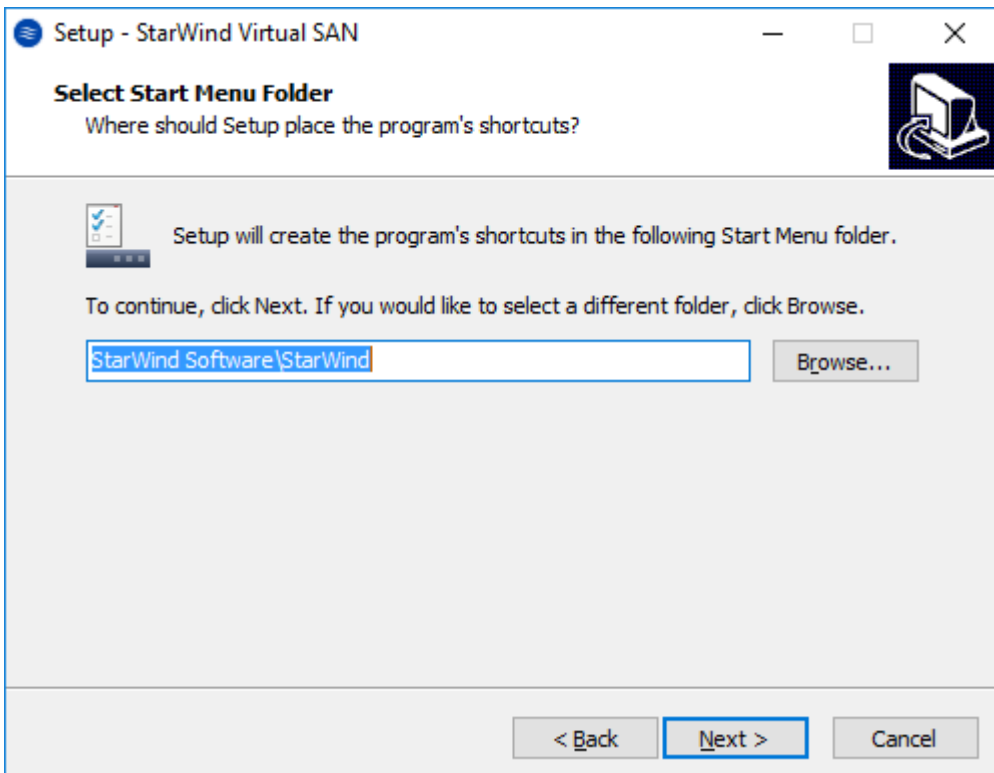 Setup - StarWind Virtual SAN
Select Start Menu Folder
Where should Setup place the program's shortcuts?
Setup will create the program's shortcuts in the following Start Menu folder.
To continue, click Next. If you would like to select a different folder, click Browse.
StarWind Software\StarWind
Browse...
< Back
Next >
Cancel